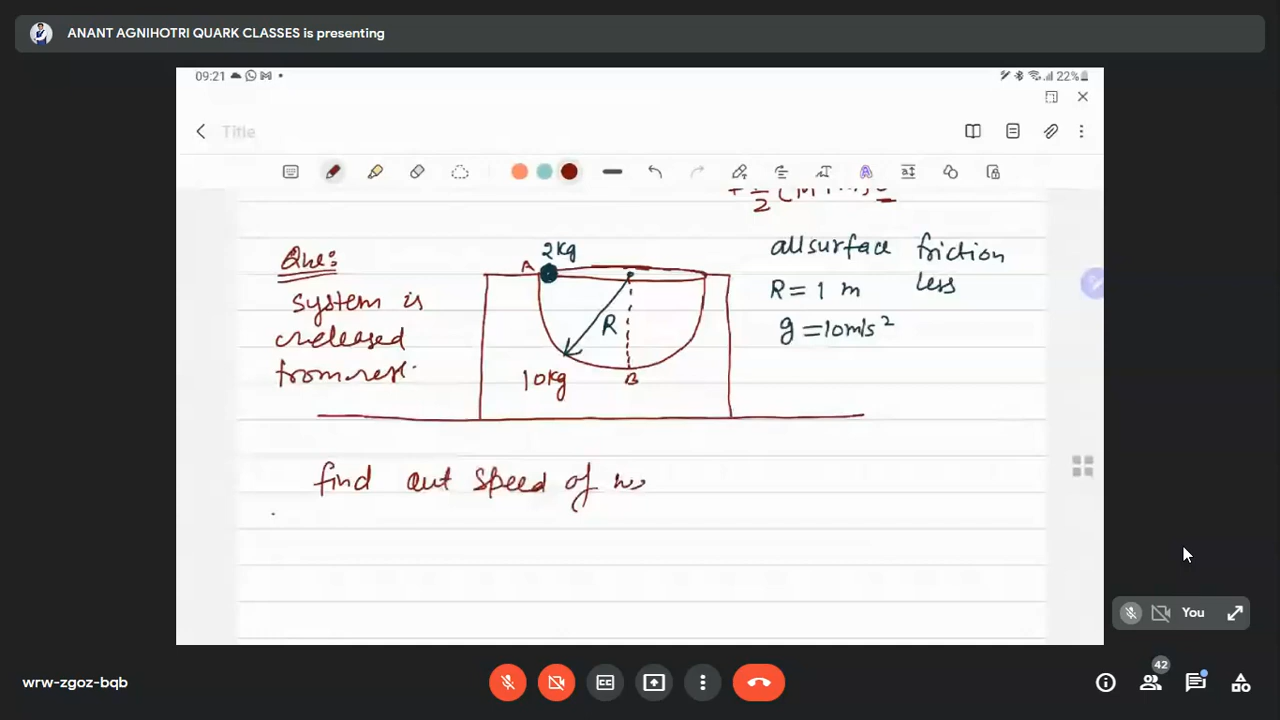 ANANT AGNIHOTRI QUARK CLASSES is presenting
09:21
22%
Title
Que:
System is
released
from rest.
2kg
A
R
10kg
B
all surface friction
less
R = 1 m
g = 10 m/s²
find out speed of
You
42
wrw-zgoz-bqb